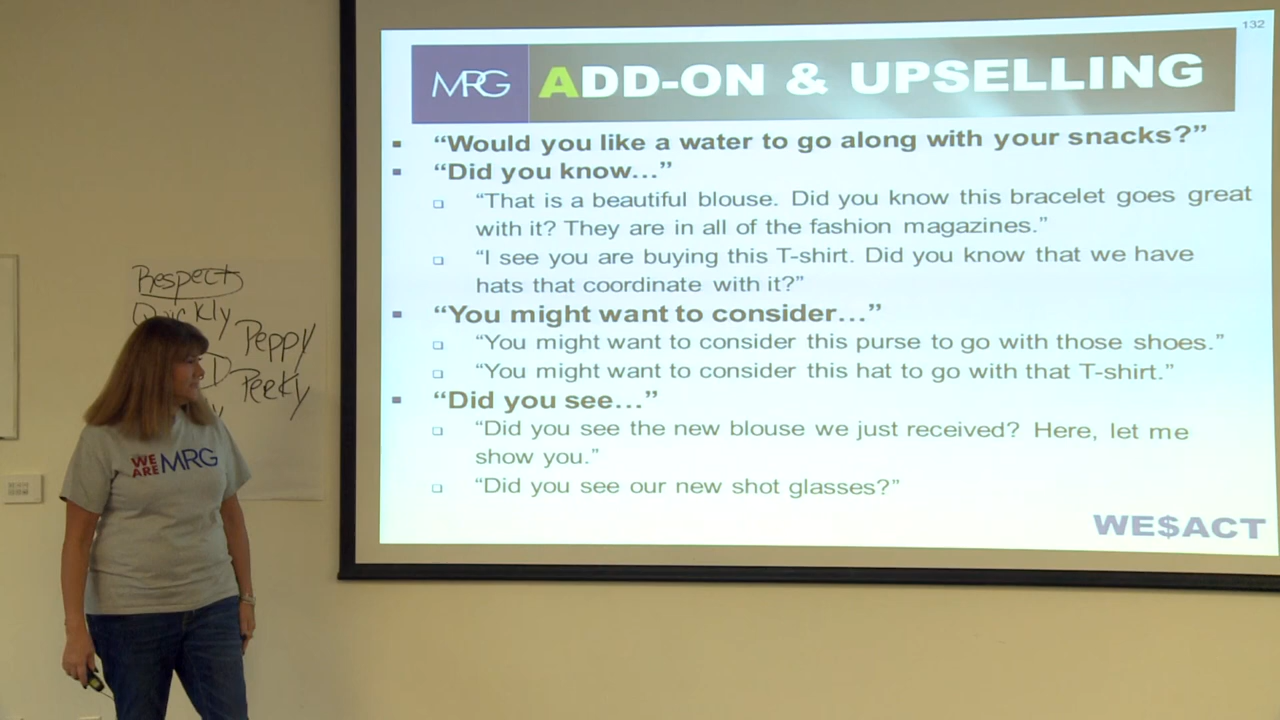 132
MRG ADD-ON & UPSELLING
▪ “Would you like a water to go along with your snacks?”
▪ “Did you know...”
❑ “That is a beautiful blouse. Did you know this bracelet goes great
with it? They are in all of the fashion magazines.”
❑ “I see you are buying this T-shirt. Did you know that we have
hats that coordinate with it?”
▪ “You might want to consider...”
❑ “You might want to consider this purse to go with those shoes.”
❑ “You might want to consider this hat to go with that T-shirt.”
▪ “Did you see...”
❑ “Did you see the new blouse we just received? Here, let me
show you.”
❑ “Did you see our new shot glasses?”
WE$ACT
Respect
Quickly
Peppy
Peeky
WE ARE MRG